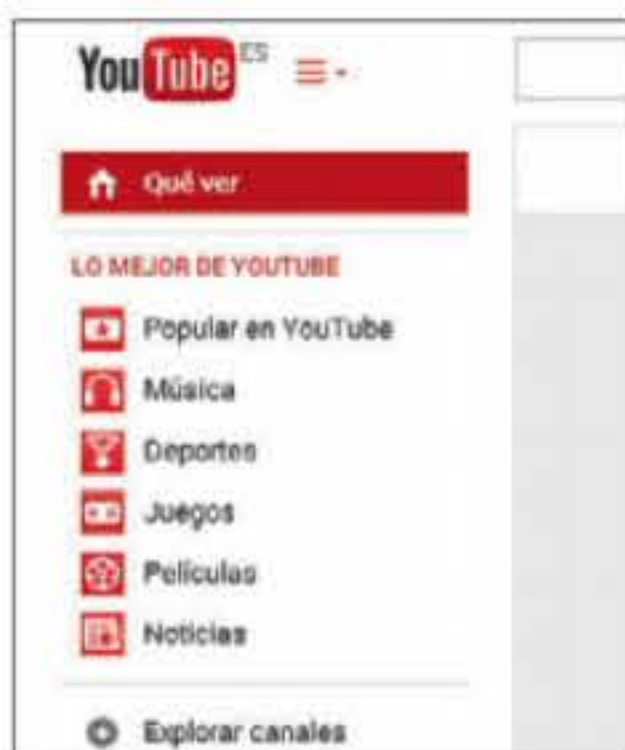 YouTube ES
Qué ver
LO MEJOR DE YOUTUBE
Popular en YouTube
Música
Deportes
Juegos
Películas
Noticias
Explorar canales